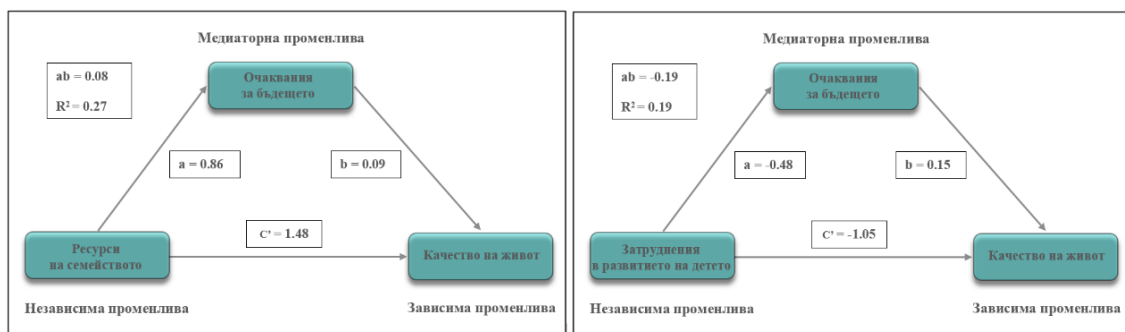 Медиаторна променлива
ab = 0.08
R² = 0.27
Очаквания
за бъдещето
a = 0.86
b = 0.09
C' = 1.48
Ресурси
на семейството
Качество на живот
Независима променлива
Зависима променлива
Медиаторна променлива
ab = -0.19
R² = 0.19
Очаквания
за бъдещето
a = -0.48
b = 0.15
C' = -1.05
Затруднения
в развитието на детето
Качество на живот
Независима променлива
Зависима променлива